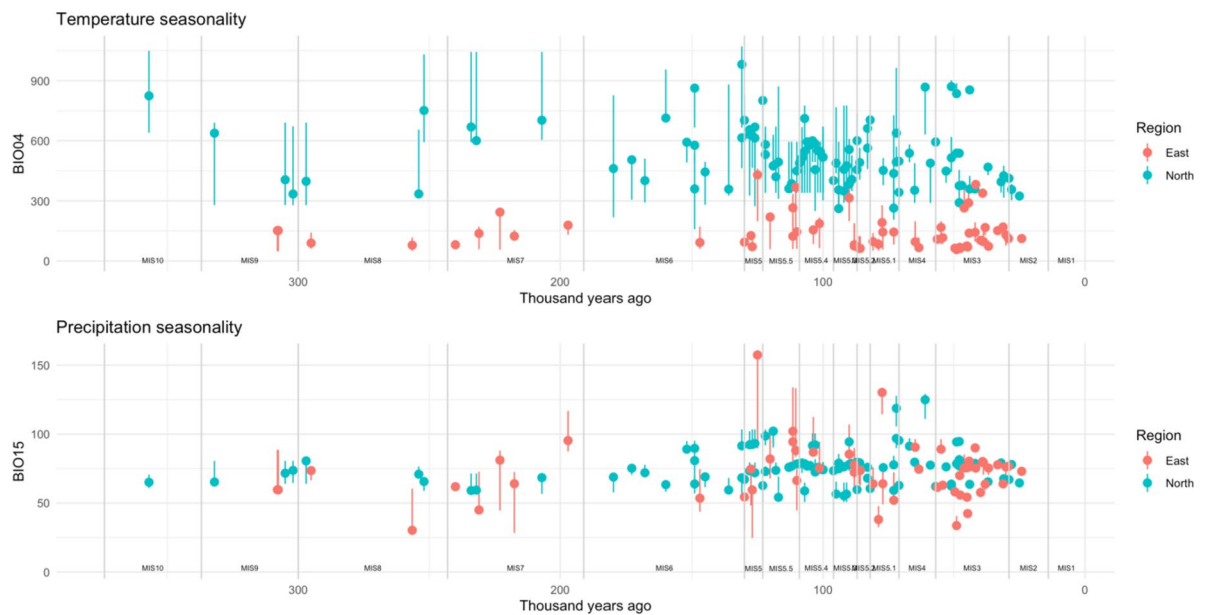 Temperature seasonality
BIO04
900
600
300
0
MIS10 MIS9 MIS8 MIS7 MIS6 MIS5 MIS5.5 MIS5.4 MIS5.1 MIS4 MIS3 MIS2 MIS1
300 200 100 0
Thousand years ago
Region
East
North
Precipitation seasonality
BIO15
150
100
50
0
MIS10 MIS9 MIS8 MIS7 MIS6 MIS5 MIS5.5 MIS5.4 MIS5.1 MIS4 MIS3 MIS2 MIS1
300 200 100 0
Thousand years ago
Region
East
North